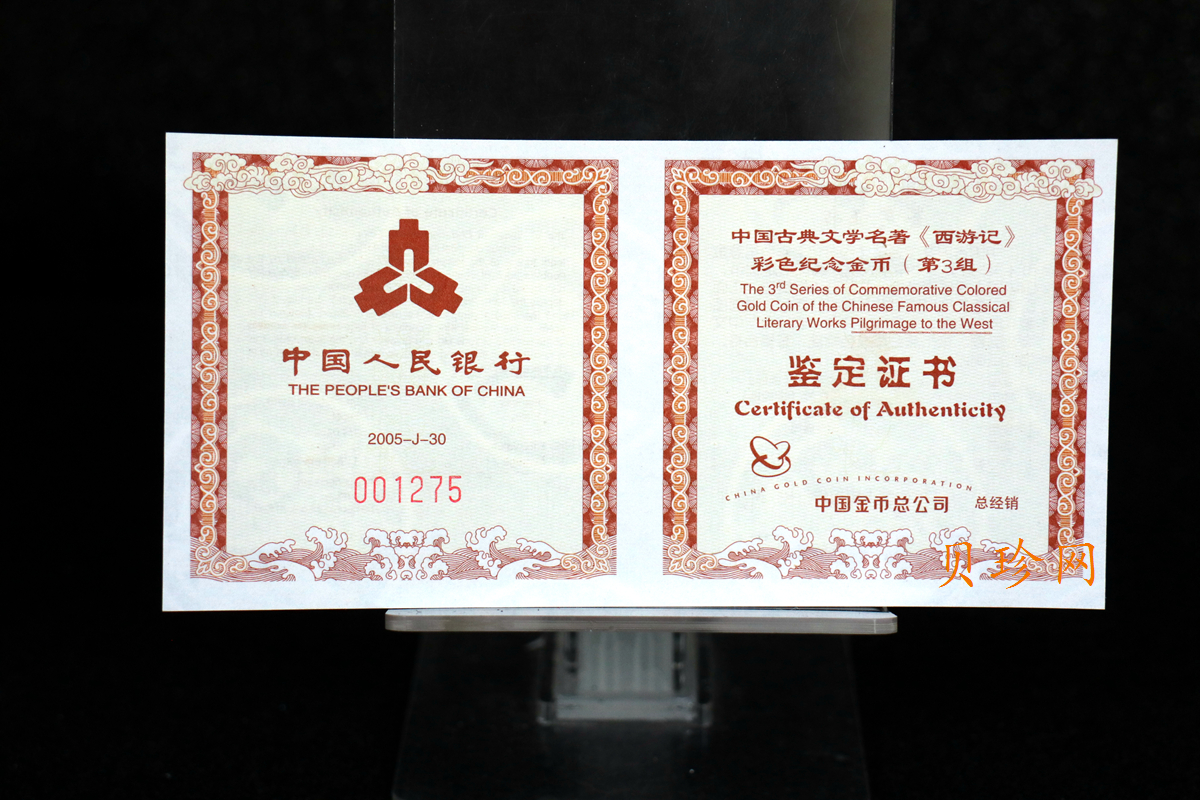 中国人民银行
THE PEOPLE'S BANK OF CHINA
2005-J-30
001275
中国古典文学名著《西游记》
彩色纪念金币（第3组）
The 3rd Series of Commemorative Colored
Gold Coin of the Chinese Famous Classical
Literary Works Pilgrimage to the West
鉴定证书
Certificate of Authenticity
CHINA GOLD COIN INCORPORATION
中国金币总公司 总经销
贝珍网